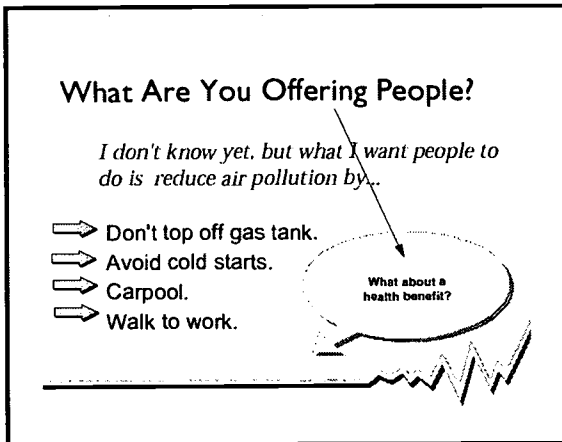 What Are You Offering People?
I don't know yet, but what I want people to
do is reduce air pollution by...
Don't top off gas tank.
Avoid cold starts.
Carpool.
Walk to work.
What about a
health benefit?